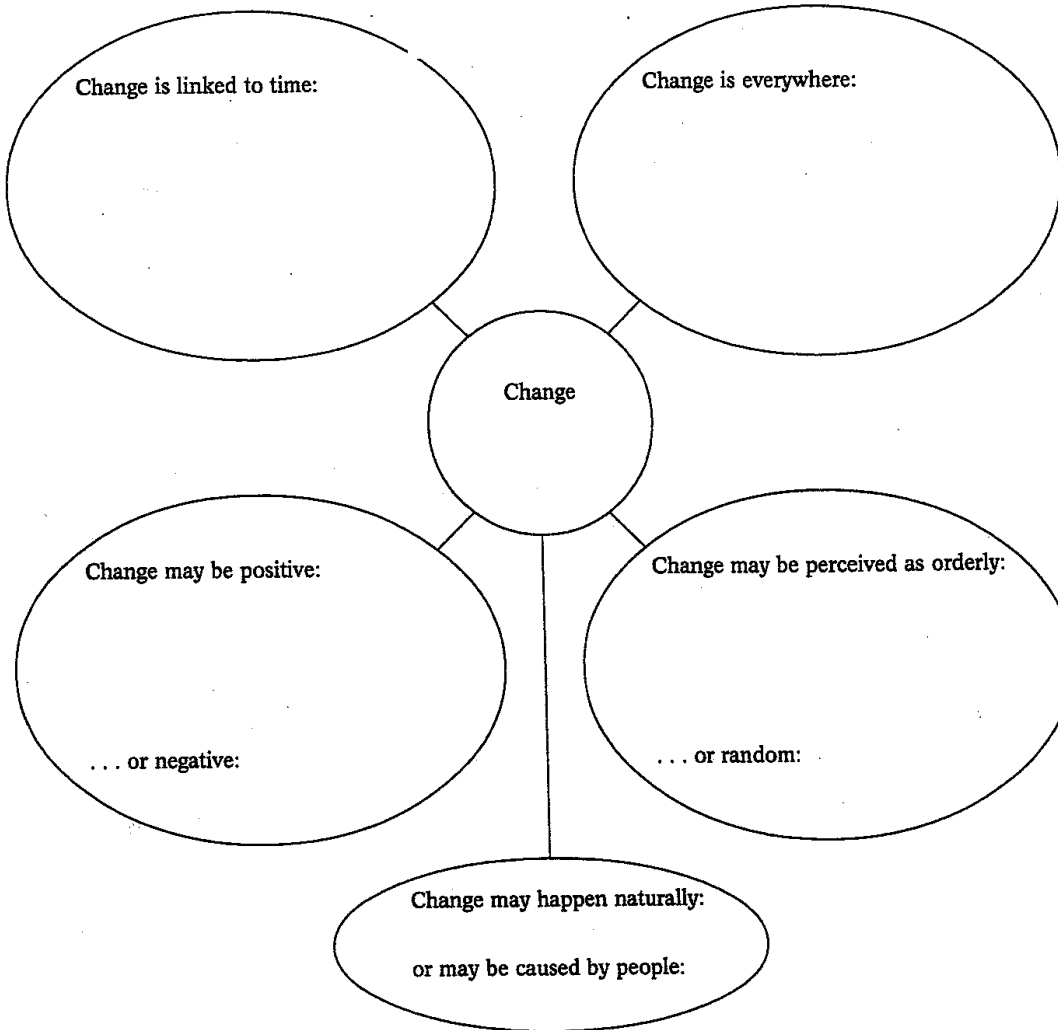 Change is linked to time:
Change is everywhere:
Change
Change may be positive:
. . . or negative:
Change may be perceived as orderly:
. . . or random:
Change may happen naturally:
or may be caused by people: